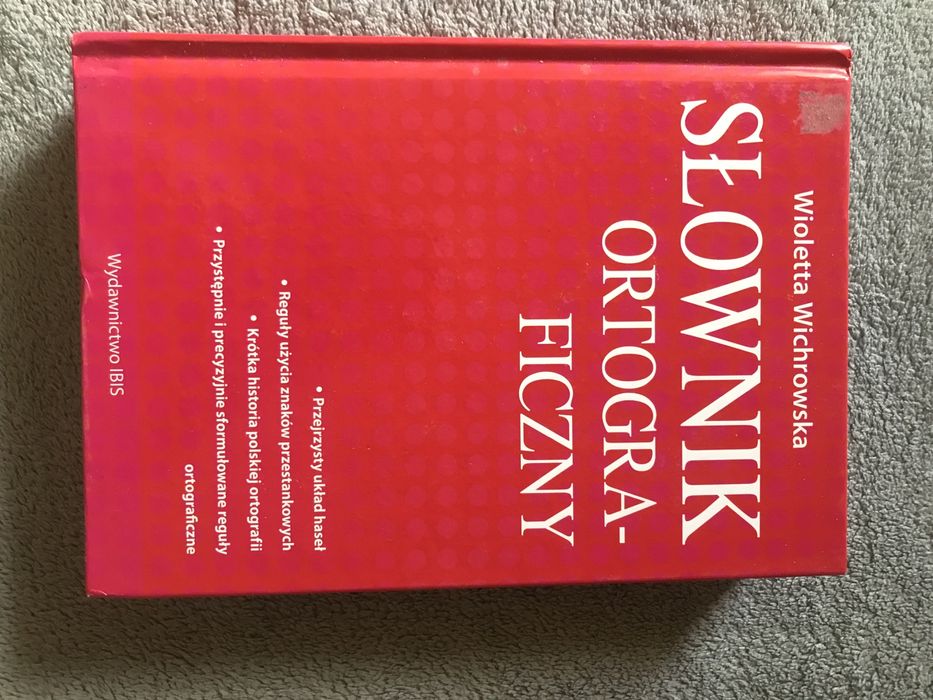 Wioletta Wichrowska
SŁOWNIK
ORTOGRA-
FICZNY
• Przejrzysty układ haseł
• Reguły użycia znaków przestankowych
• Krótka historia polskiej ortografii
• Przystępnie i precyzyjnie sformułowane reguły
ortograficzne
Wydawnictwo IBIS